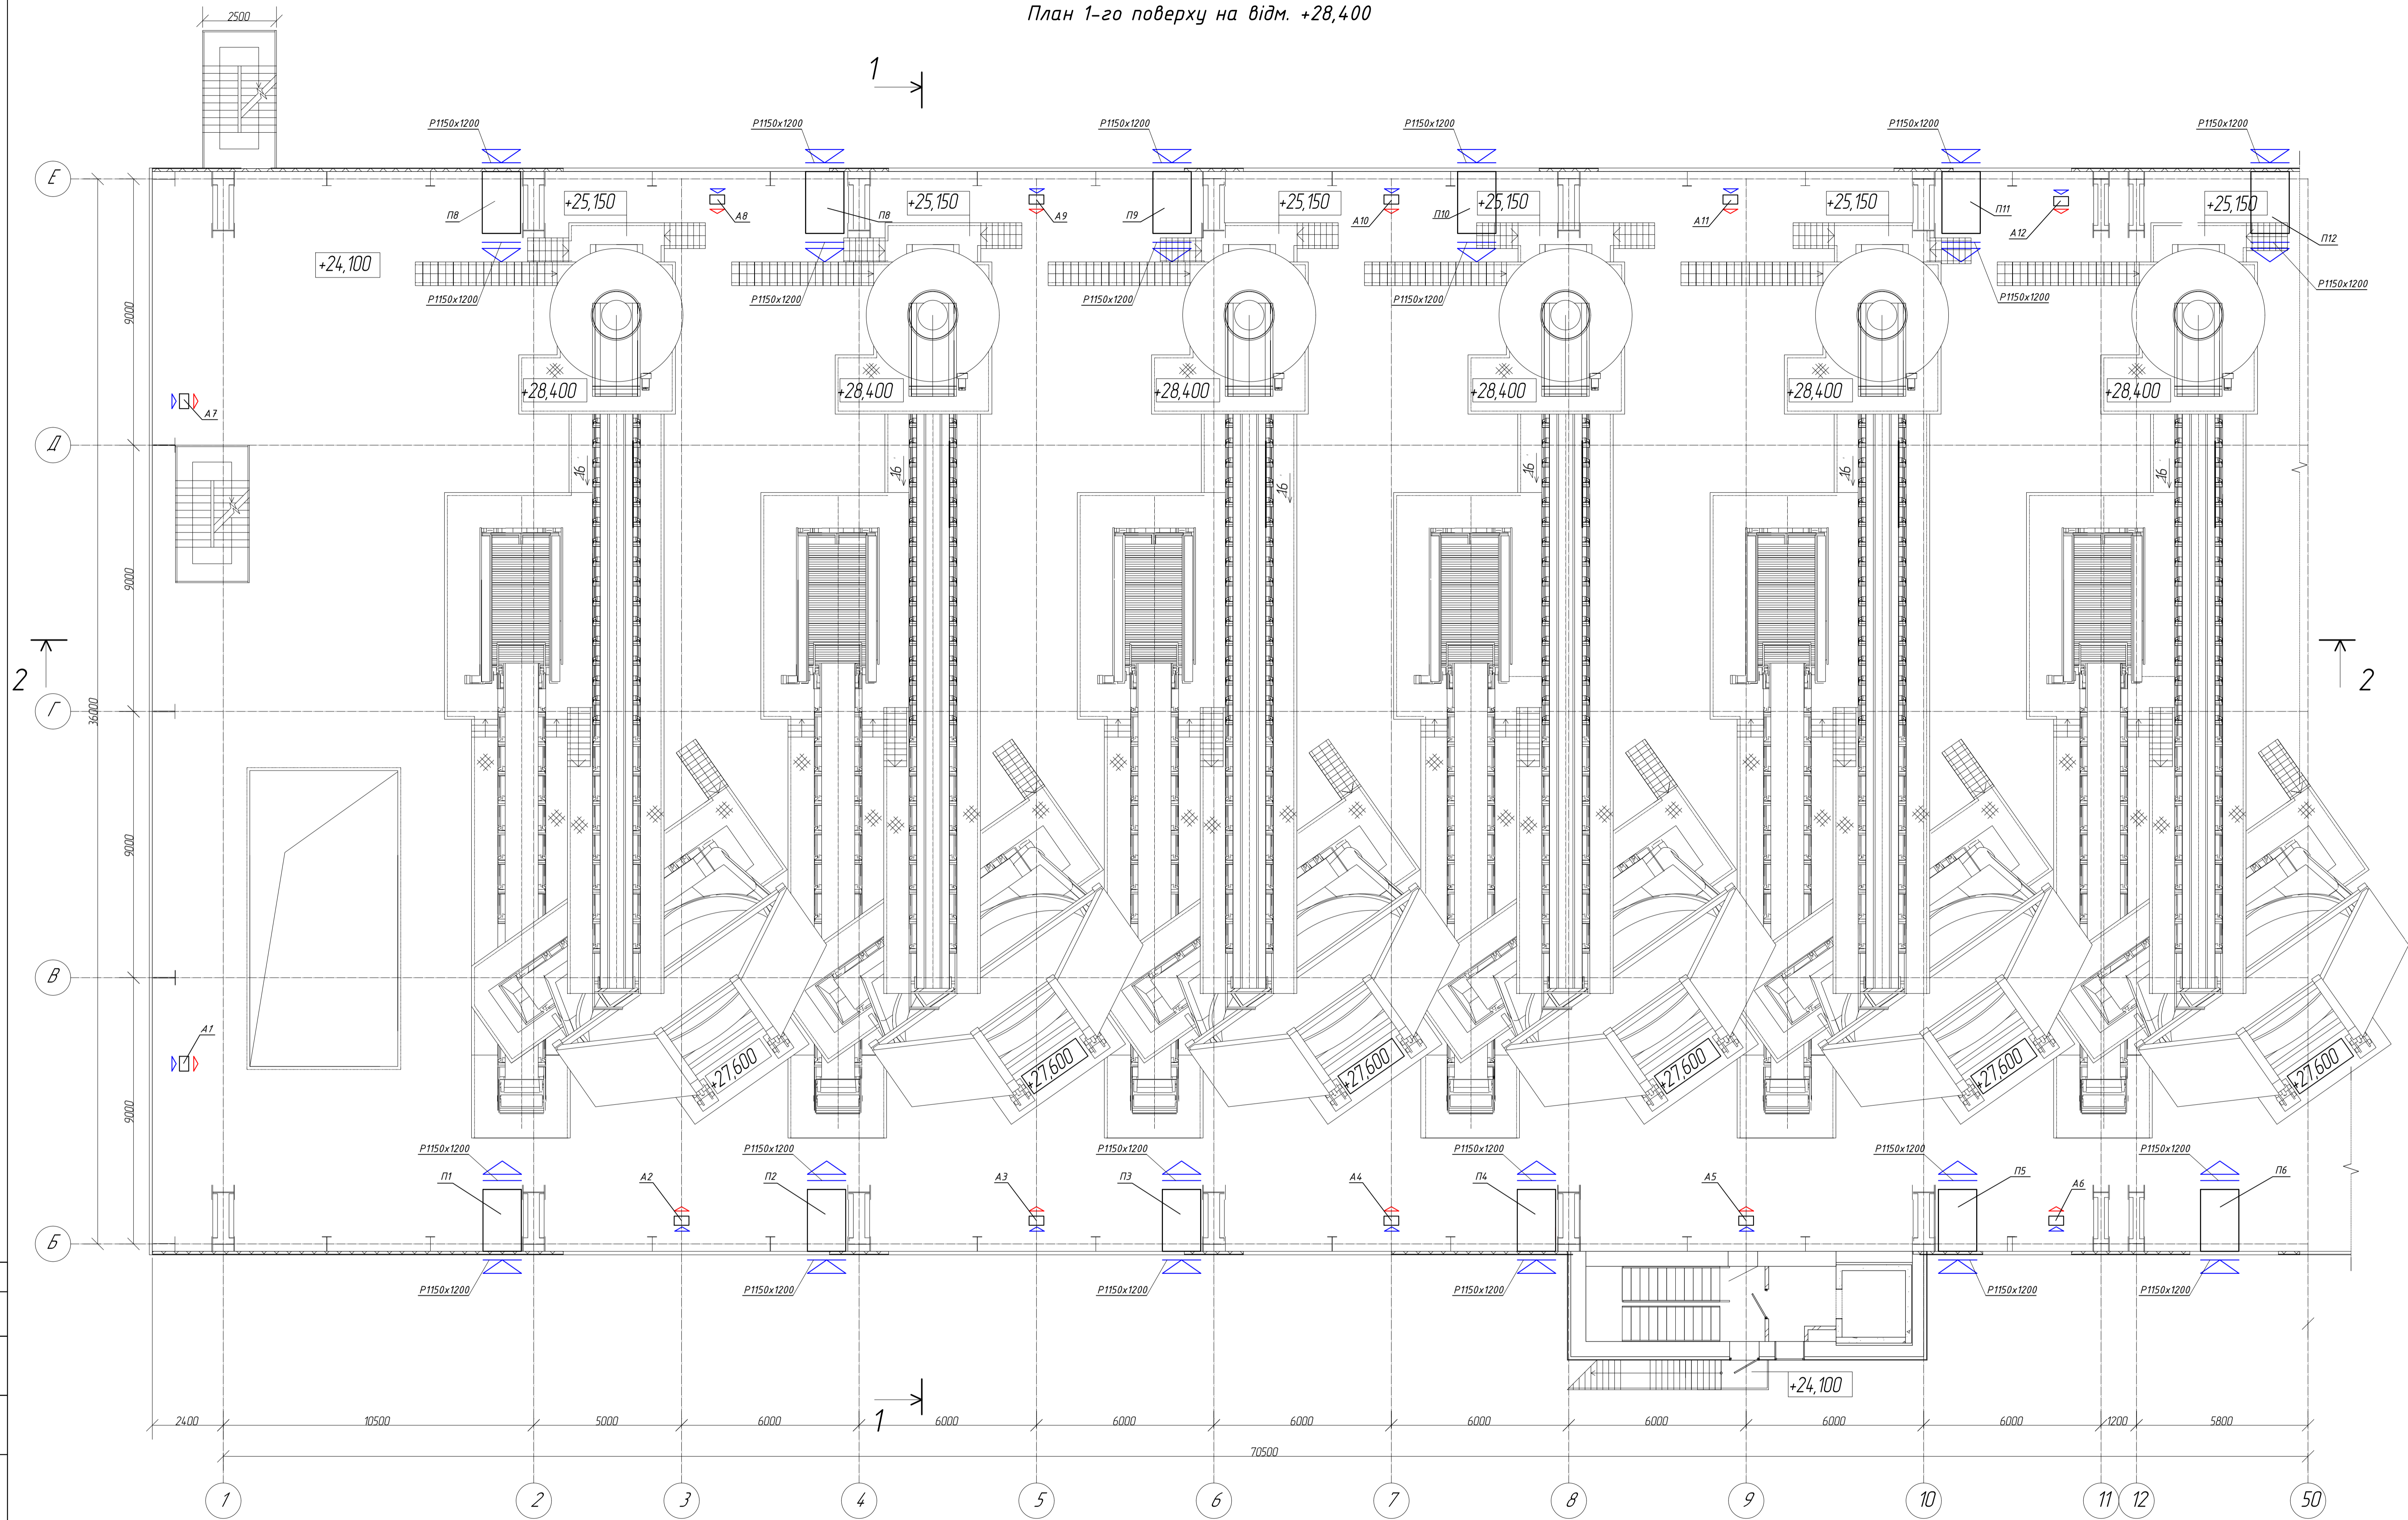 План 1-го поверху на відм. +28,400
2500
1
Р1150х1200
Р1150х1200
Р1150х1200
Р1150х1200
Р1150х1200
Р1150х1200
Е
П8
+25,150
А8
П8
+25,150
А9
П9
+25,150
А10
П10
+25,150
А11
+25,150
П11
А12
+25,150
П12
+24,100
Р1150х1200
Р1150х1200
Р1150х1200
Р1150х1200
Р1150х1200
Р1150х1200
9000
+28,400
+28,400
+28,400
+28,400
+28,400
+28,400
А7
Д
16
16
16
16
16
16
9000
2
2
Г
36000
9000
В
А1
+27,600
+27,600
+27,600
+27,600
+27,600
+27,600
9000
Р1150х1200
Р1150х1200
Р1150х1200
Р1150х1200
Р1150х1200
Р1150х1200
П1
А2
П2
А3
П3
А4
П4
А5
П5
А6
П6
Б
Р1150х1200
Р1150х1200
Р1150х1200
Р1150х1200
Р1150х1200
Р1150х1200
+24,100
1
2400
10500
5000
6000
6000
6000
6000
6000
6000
6000
6000
1200
5800
70500
1
2
3
4
5
6
7
8
9
10
11
12
50